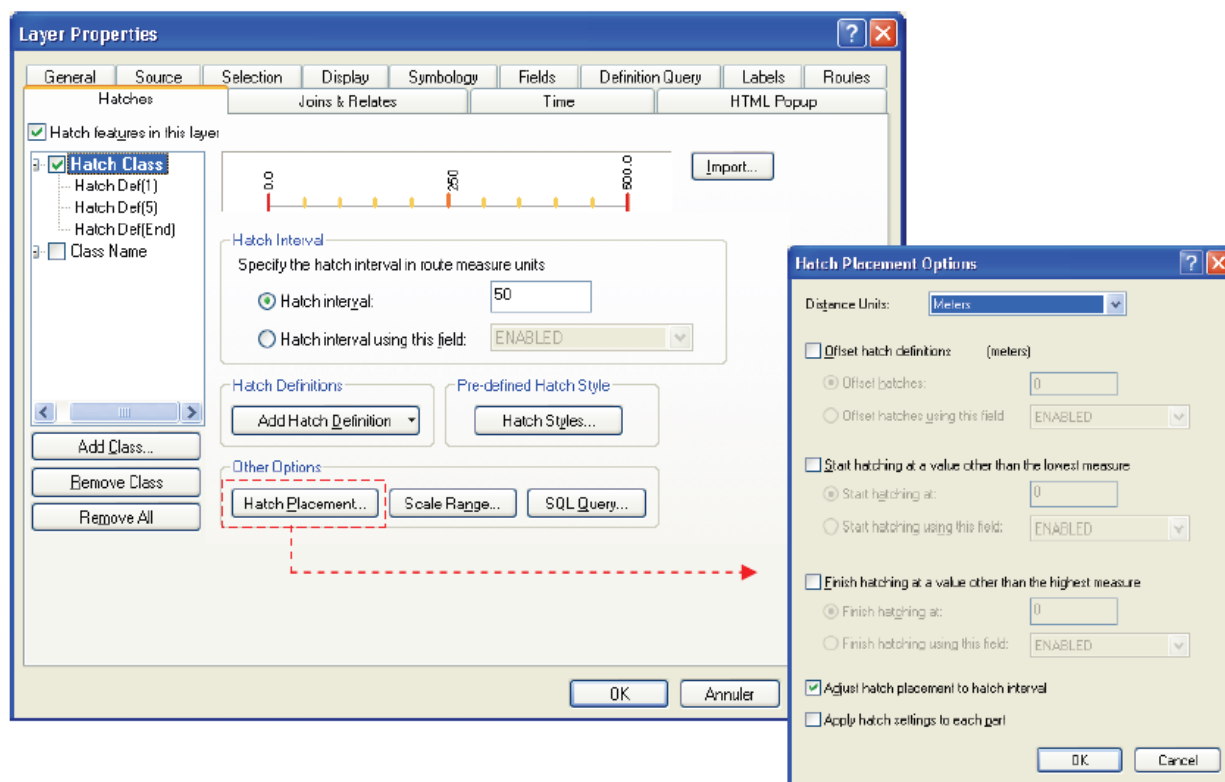 Layer Properties
General Source Selection Display Symbology Fields Definition Query Labels Routes
Hatches Joins & Relates Time HTML Popup
Hatch features in this layer
Hatch Class
Hatch Def(1)
Hatch Def(5)
Hatch Def(End)
Class Name
0.0 250 600.0
Import...
Hatch Interval
Specify the hatch interval in route measure units
Hatch interval: 50
Hatch interval using this field: ENABLED
Hatch Definitions
Add Hatch Definition
Pre-defined Hatch Style
Hatch Styles...
Add Class...
Remove Class
Remove All
Other Options
Hatch Placement... Scale Range... SQL Query...
OK Annuler
Hatch Placement Options
Distance Units: Meters
Offset hatch definitions (meters)
Offset hatches: 0
Offset hatches using this field ENABLED
Start hatching at a value other than the lowest measure
Start hatching at: 0
Start hatching using this field: ENABLED
Finish hatching at a value other than the highest measure
Finish hatching at: 0
Finish hatching using this field: ENABLED
Adjust hatch placement to hatch interval
Apply hatch settings to each part
OK Cancel